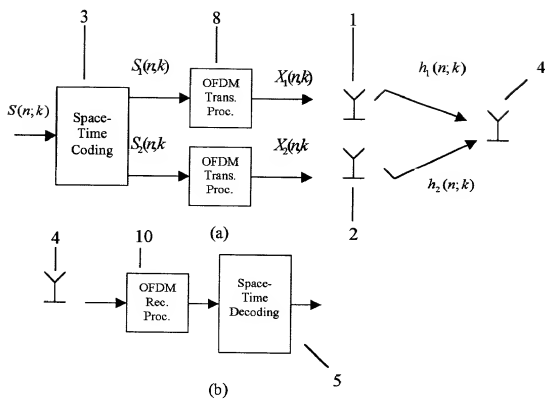 3
8
1
4
S(n;k)
Space-
Time
Coding
S₁(n,k)
OFDM
Trans.
Proc.
X₁(n,k)
h₁(n;k)
S₂(n,k
OFDM
Trans.
Proc.
X₂(n,k
h₂(n;k)
2
(a)
4
10
OFDM
Rec.
Proc.
Space-
Time
Decoding
5
(b)